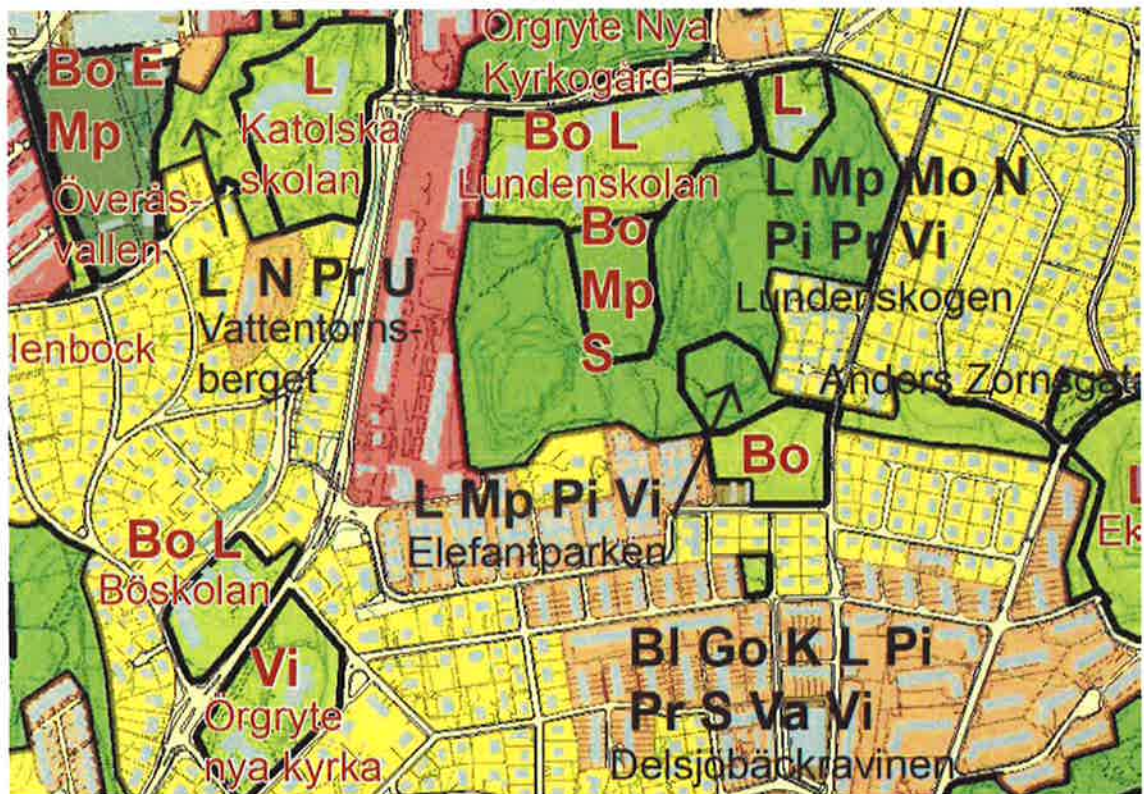 Örgryte Nya
Kyrkogård
Bo E
Mp
Överås-
vallen
L
Katolska
skolan
Bo L
Lundenskolan
L
L Mp Mo N
Pi Pr Vi
Lundenskogen
Bo
Mp
S
L N Pr U
Vattentorns-
berget
lenbock
Anders Zornsgat
Bo
L Mp Pi Vi
Elefantparken
Bo L
Böskolan
Ek
Vi
Örgryte
nya kyrka
Bl Go K L Pi
Pr S Va Vi
Delsjöbäckravinen